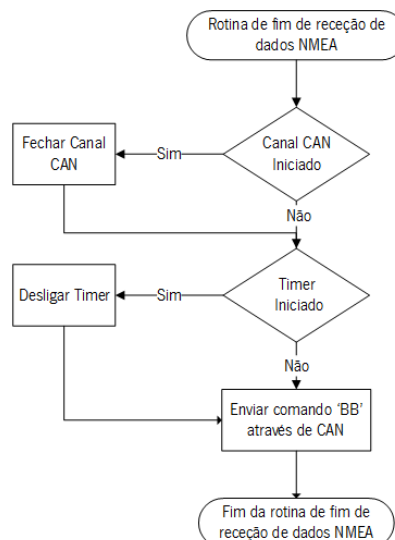 Rotina de fim de receção de
dados NMEA
Fechar Canal
CAN
Sim
Canal CAN
Iniciado
Não
Desligar Timer
Sim
Timer
Iniciado
Não
Enviar comando ‘BB’
através de CAN
Fim da rotina de fim de
receção de dados NMEA